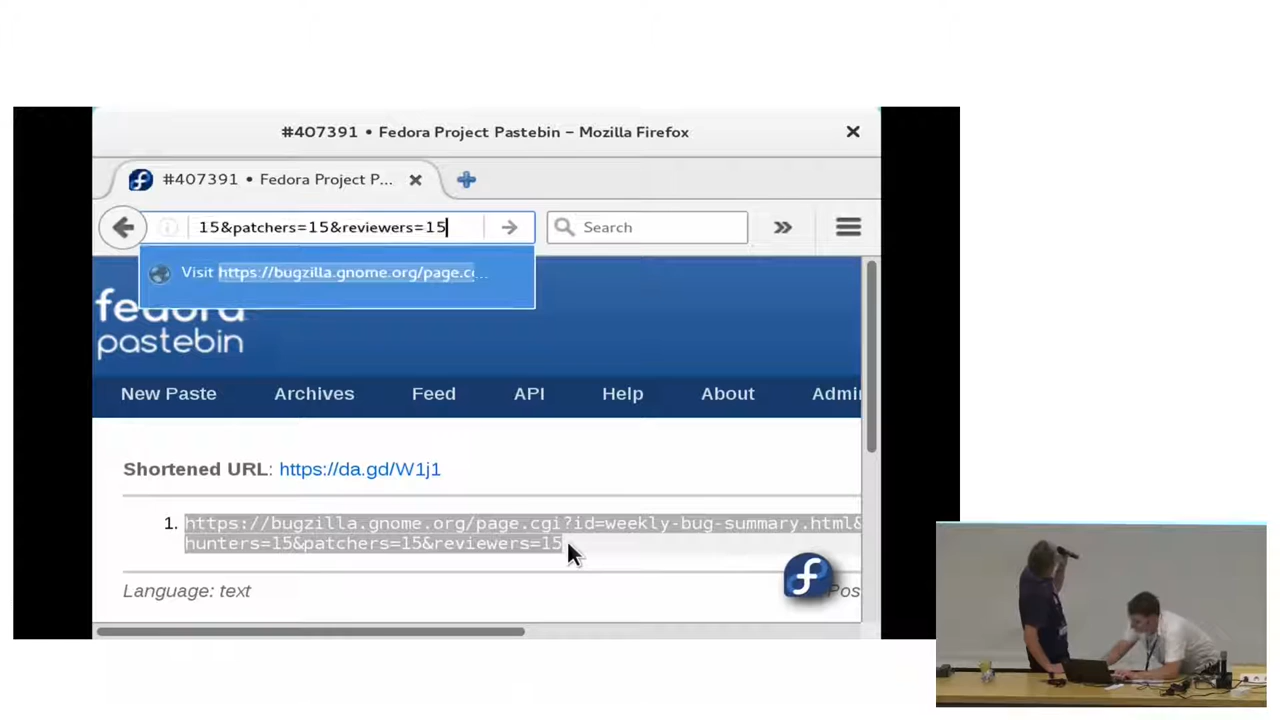 #407391 • Fedora Project Pastebin – Mozilla Firefox
#407391 • Fedora Project P...
15&patchers=15&reviewers=15
Search
Visit https://bugzilla.gnome.org/page.c...
fedora
pastebin
New Paste Archives Feed API Help About Admi
Shortened URL: https://da.gd/W1j1
1. https://bugzilla.gnome.org/page.cgi?id=weekly-bug-summary.html&
hunters=15&patchers=15&reviewers=15
Language: text
Pos